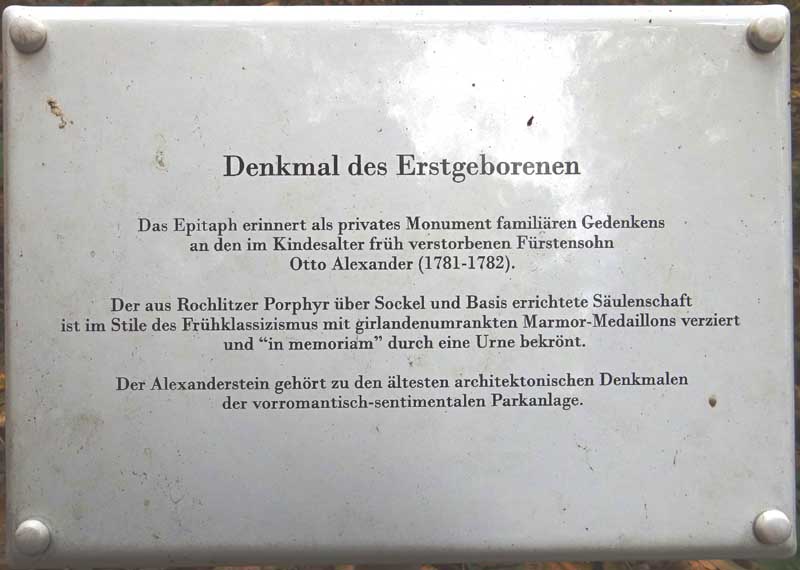 Denkmal des Erstgeborenen
Das Epitaph erinnert als privates Monument familiären Gedenkens
an den im Kindesalter früh verstorbenen Fürstensohn
Otto Alexander (1781-1782).
Der aus Rochlitzer Porphyr über Sockel und Basis errichtete Säulenschaft
ist im Stile des Frühklassizismus mit girlandenumrankten Marmor-Medaillons verziert
und “in memoriam” durch eine Urne bekrönt.
Der Alexanderstein gehört zu den ältesten architektonischen Denkmalen
der vorromantisch-sentimentalen Parkanlage.